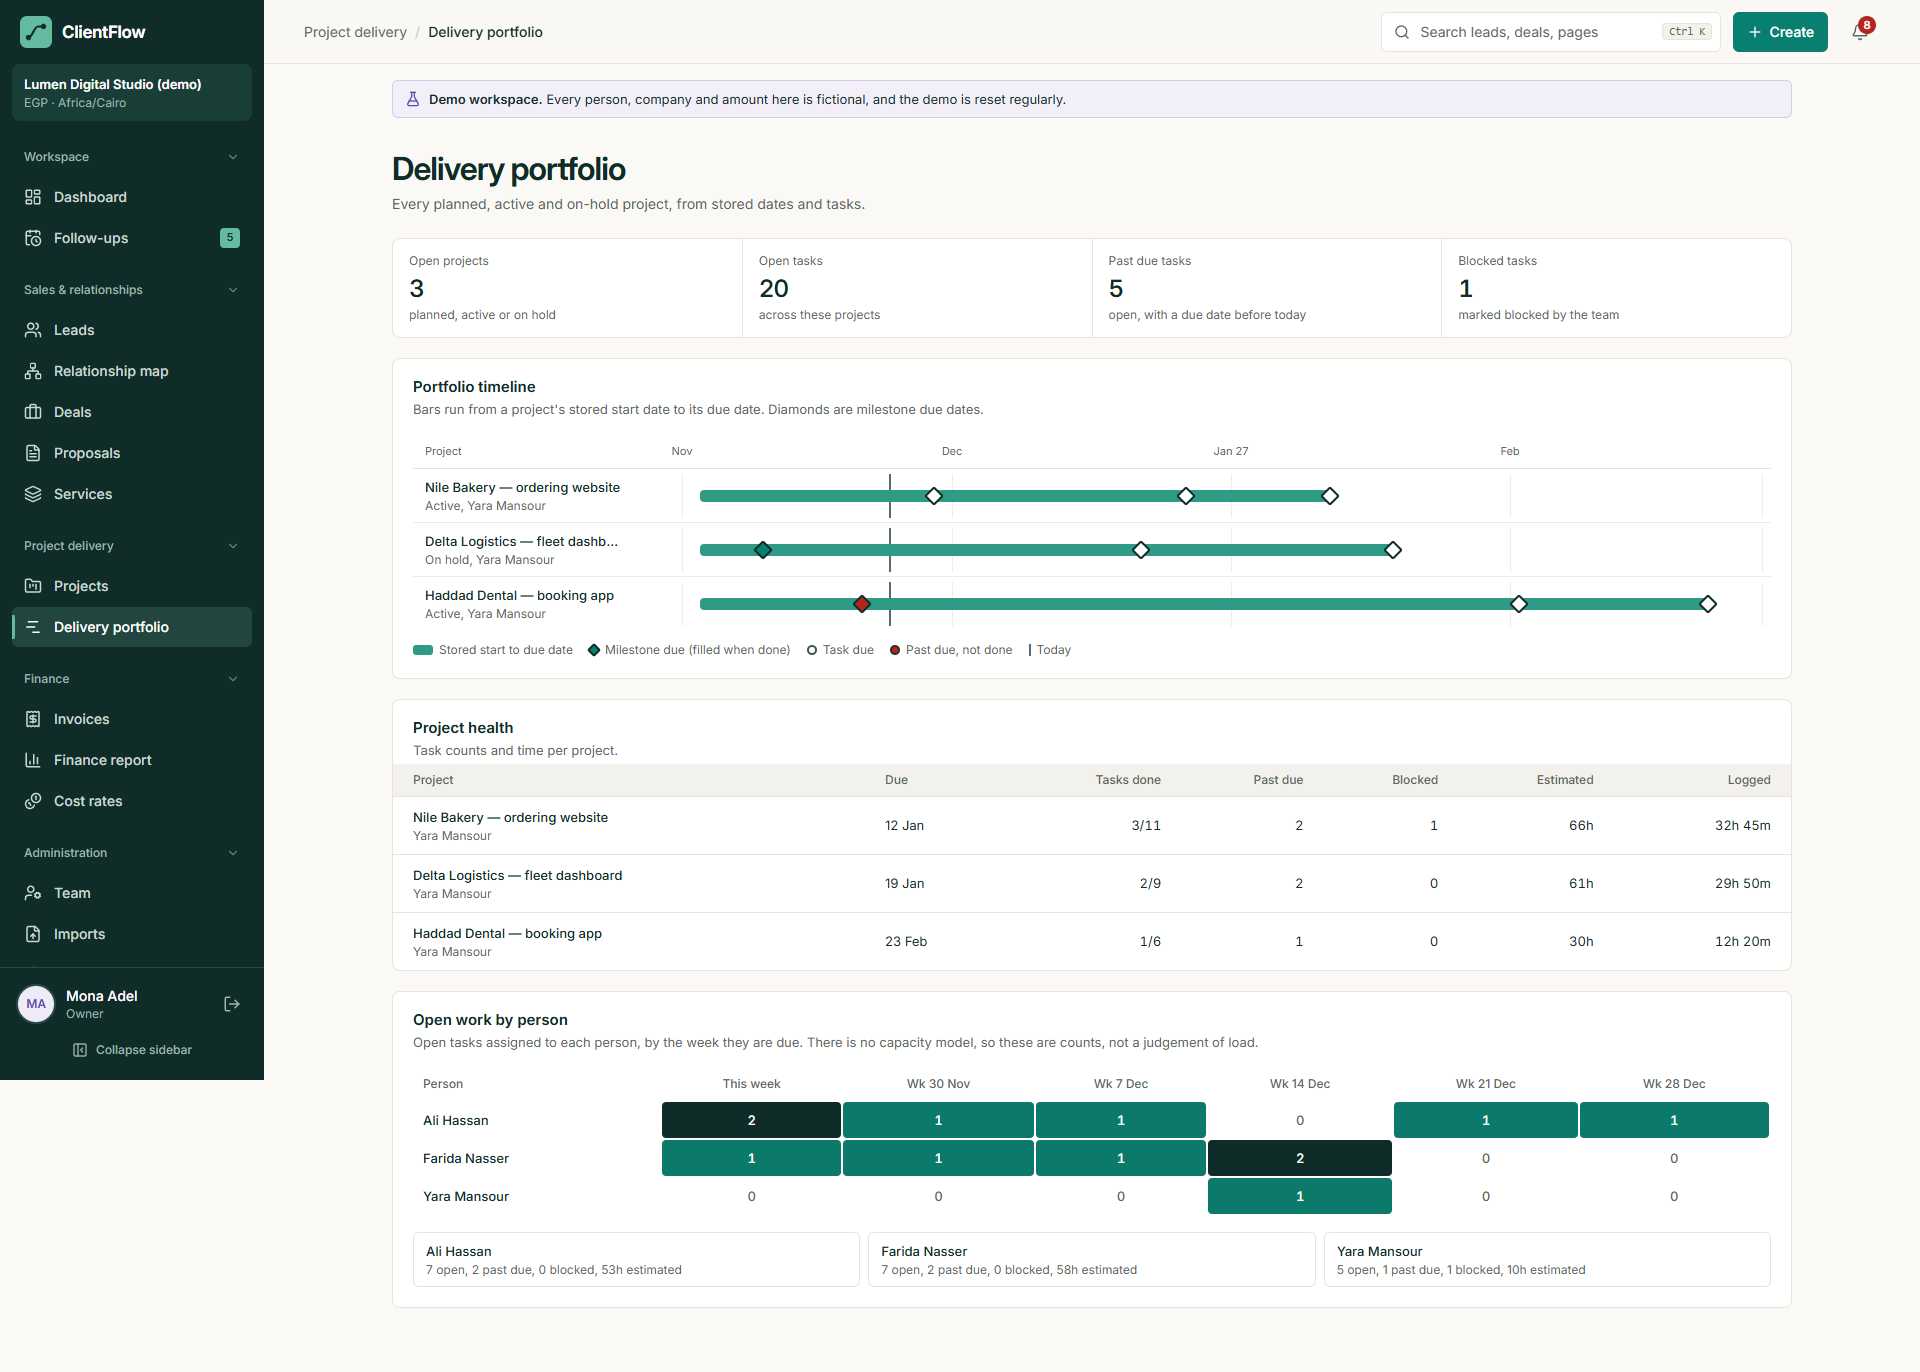 ClientFlow
Lumen Digital Studio (demo)
EGP · Africa/Cairo
Workspace
Dashboard
Follow-ups 5
Sales & relationships
Leads
Relationship map
Deals
Proposals
Services
Project delivery
Projects
Delivery portfolio
Finance
Invoices
Finance report
Cost rates
Administration
Team
Imports
MA Mona Adel
Owner
Collapse sidebar
Project delivery / Delivery portfolio
Search leads, deals, pages Ctrl K
+ Create
8
Demo workspace. Every person, company and amount here is fictional, and the demo is reset regularly.
Delivery portfolio
Every planned, active and on-hold project, from stored dates and tasks.
Open projects
3
planned, active or on hold
Open tasks
20
across these projects
Past due tasks
5
open, with a due date before today
Blocked tasks
1
marked blocked by the team
Portfolio timeline
Bars run from a project's stored start date to its due date. Diamonds are milestone due dates.
Project Nov Dec Jan 27 Feb
Nile Bakery — ordering website
Active, Yara Mansour
Delta Logistics — fleet dashb...
On hold, Yara Mansour
Haddad Dental — booking app
Active, Yara Mansour
Stored start to due date Milestone due (filled when done) Task due Past due, not done Today
Project health
Task counts and time per project.
Project Due Tasks done Past due Blocked Estimated Logged
Nile Bakery — ordering website
Yara Mansour
12 Jan 3/11 2 1 66h 32h 45m
Delta Logistics — fleet dashboard
Yara Mansour
19 Jan 2/9 2 0 61h 29h 50m
Haddad Dental — booking app
Yara Mansour
23 Feb 1/6 1 0 30h 12h 20m
Open work by person
Open tasks assigned to each person, by the week they are due. There is no capacity model, so these are counts, not a judgement of load.
Person This week Wk 30 Nov Wk 7 Dec Wk 14 Dec Wk 21 Dec Wk 28 Dec
Ali Hassan 2 1 1 0 1 1
Farida Nasser 1 1 1 2 0 0
Yara Mansour 0 0 0 1 0 0
Ali Hassan
7 open, 2 past due, 0 blocked, 53h estimated
Farida Nasser
7 open, 2 past due, 0 blocked, 58h estimated
Yara Mansour
5 open, 1 past due, 1 blocked, 10h estimated